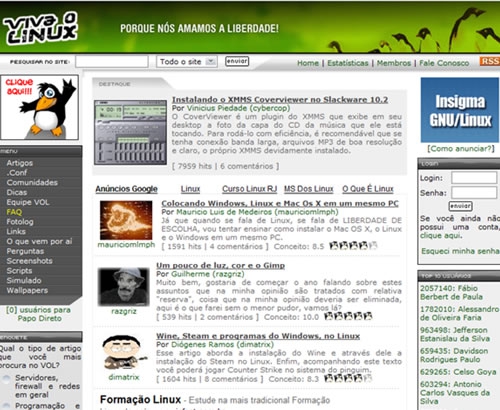 VIVA O LINUX
PORQUE NÓS AMAMOS A LIBERDADE!
PESQUISAR NO SITE:
Todo o site
enviar
Home | Estatísticas | Membros | Fale Conosco
RSS
CLIQUE AQUI!!!
MENU
Artigos
.Conf
Comunidades
Dicas
Equipe VOL
FAQ
Fotolog
Links
O que vem por aí
Perguntas
Screenshots
Scripts
Simulado
Wallpapers
[0] usuários para
Papo Direto
ENQUETE
Qual o tipo de artigo
que você mais
procura no VOL?
Servidores,
firewall e redes
em geral
Programação e
DESTAQUE
Instalando o XMMS Coverviewer no Slackware 10.2
Por Vinicius Piedade (cybercop)
O CoverViewer é um plugin do XMMS que exibe em seu
desktop a foto da capa do CD da música que ele está
tocando. Para rodá-lo com eficiência, é recomendável que se
tenha conexão banda larga, arquivos MP3 de boa resolução
e claro, o próprio XMMS devidamente instalado.
[ 7959 hits | 6 comentários ]
Anúncios Google
Linux
Curso Linux RJ
MS Dos Linux
O Que É Linux
mauriciomlmph
Colocando Windows, Linux e Mac Os X em um mesmo PC
Por Mauricio Luis de Medeiros (mauriciomlmph)
Já que quando se fala de Linux, se fala de LIBERDADE DE
ESCOLHA, vou tentar ensinar como instalar o Mac OS X, o Linux
e o Windows em um mesmo PC.
[ 1591 hits | 4 comentários ] Conceito: 8.5
razgriz
Um pouco de luz, cor e o Gimp
Por Guilherme (razgriz)
Muito bem, gostaria de começar o ano falando sobre estes
assuntos que na minha opinião são tratados com relativa
"reserva", coisa que na minha opinião deveria ser eliminada,
aqui é o que farei sem o menor pudor, vamos lá?
[ 539 hits | 2 comentários ] Conceito: 10.0
dimatrix
Wine, Steam e programas do Windows, no Linux
Por Diógenes Ramos (dimatrix)
Esse artigo aborda a instalação do Wine e através dele a
instalação do Steam no Linux. Enfim, acompanhando este texto
você poderá jogar Counter Strike no sistema do pinguim.
[ 1604 hits | 8 comentários ] Conceito: 8.3
Formação Linux - Estude na mais tradicional Formação
Insigma
GNU/Linux
[Como anunciar?]
LOGIN
Login:
Senha:
enviar
Se você ainda não
possui uma conta,
clique aqui.
Esqueci minha senha
TOP 10 USUÁRIOS
2057140: Fábio
Berbert de Paula
1782010: Alessandro
de Oliveira Faria
963498: Jefferson
Estanislau da Silva
659435: Davidson
Rodrigues Paulo
629265: Celso Goya
603294: Antonio
Carlos Vasques da